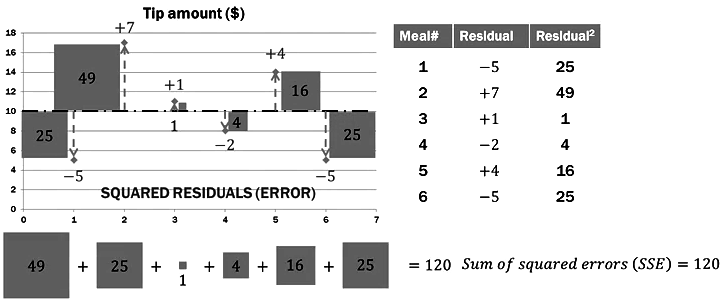 Tip amount ($)
+7
18
16
14
12
10
8
6
4
2
0
49
+1
+4
16
25
1
4
−2
25
−5
−5
SQUARED RESIDUALS (ERROR)
0 1 2 3 4 5 6 7
Meal# Residual Residual²
1 −5 25
2 +7 49
3 +1 1
4 −2 4
5 +4 16
6 −5 25
49 + 25 + 1 + 4 + 16 + 25 = 120 Sum of squared errors (SSE) = 120